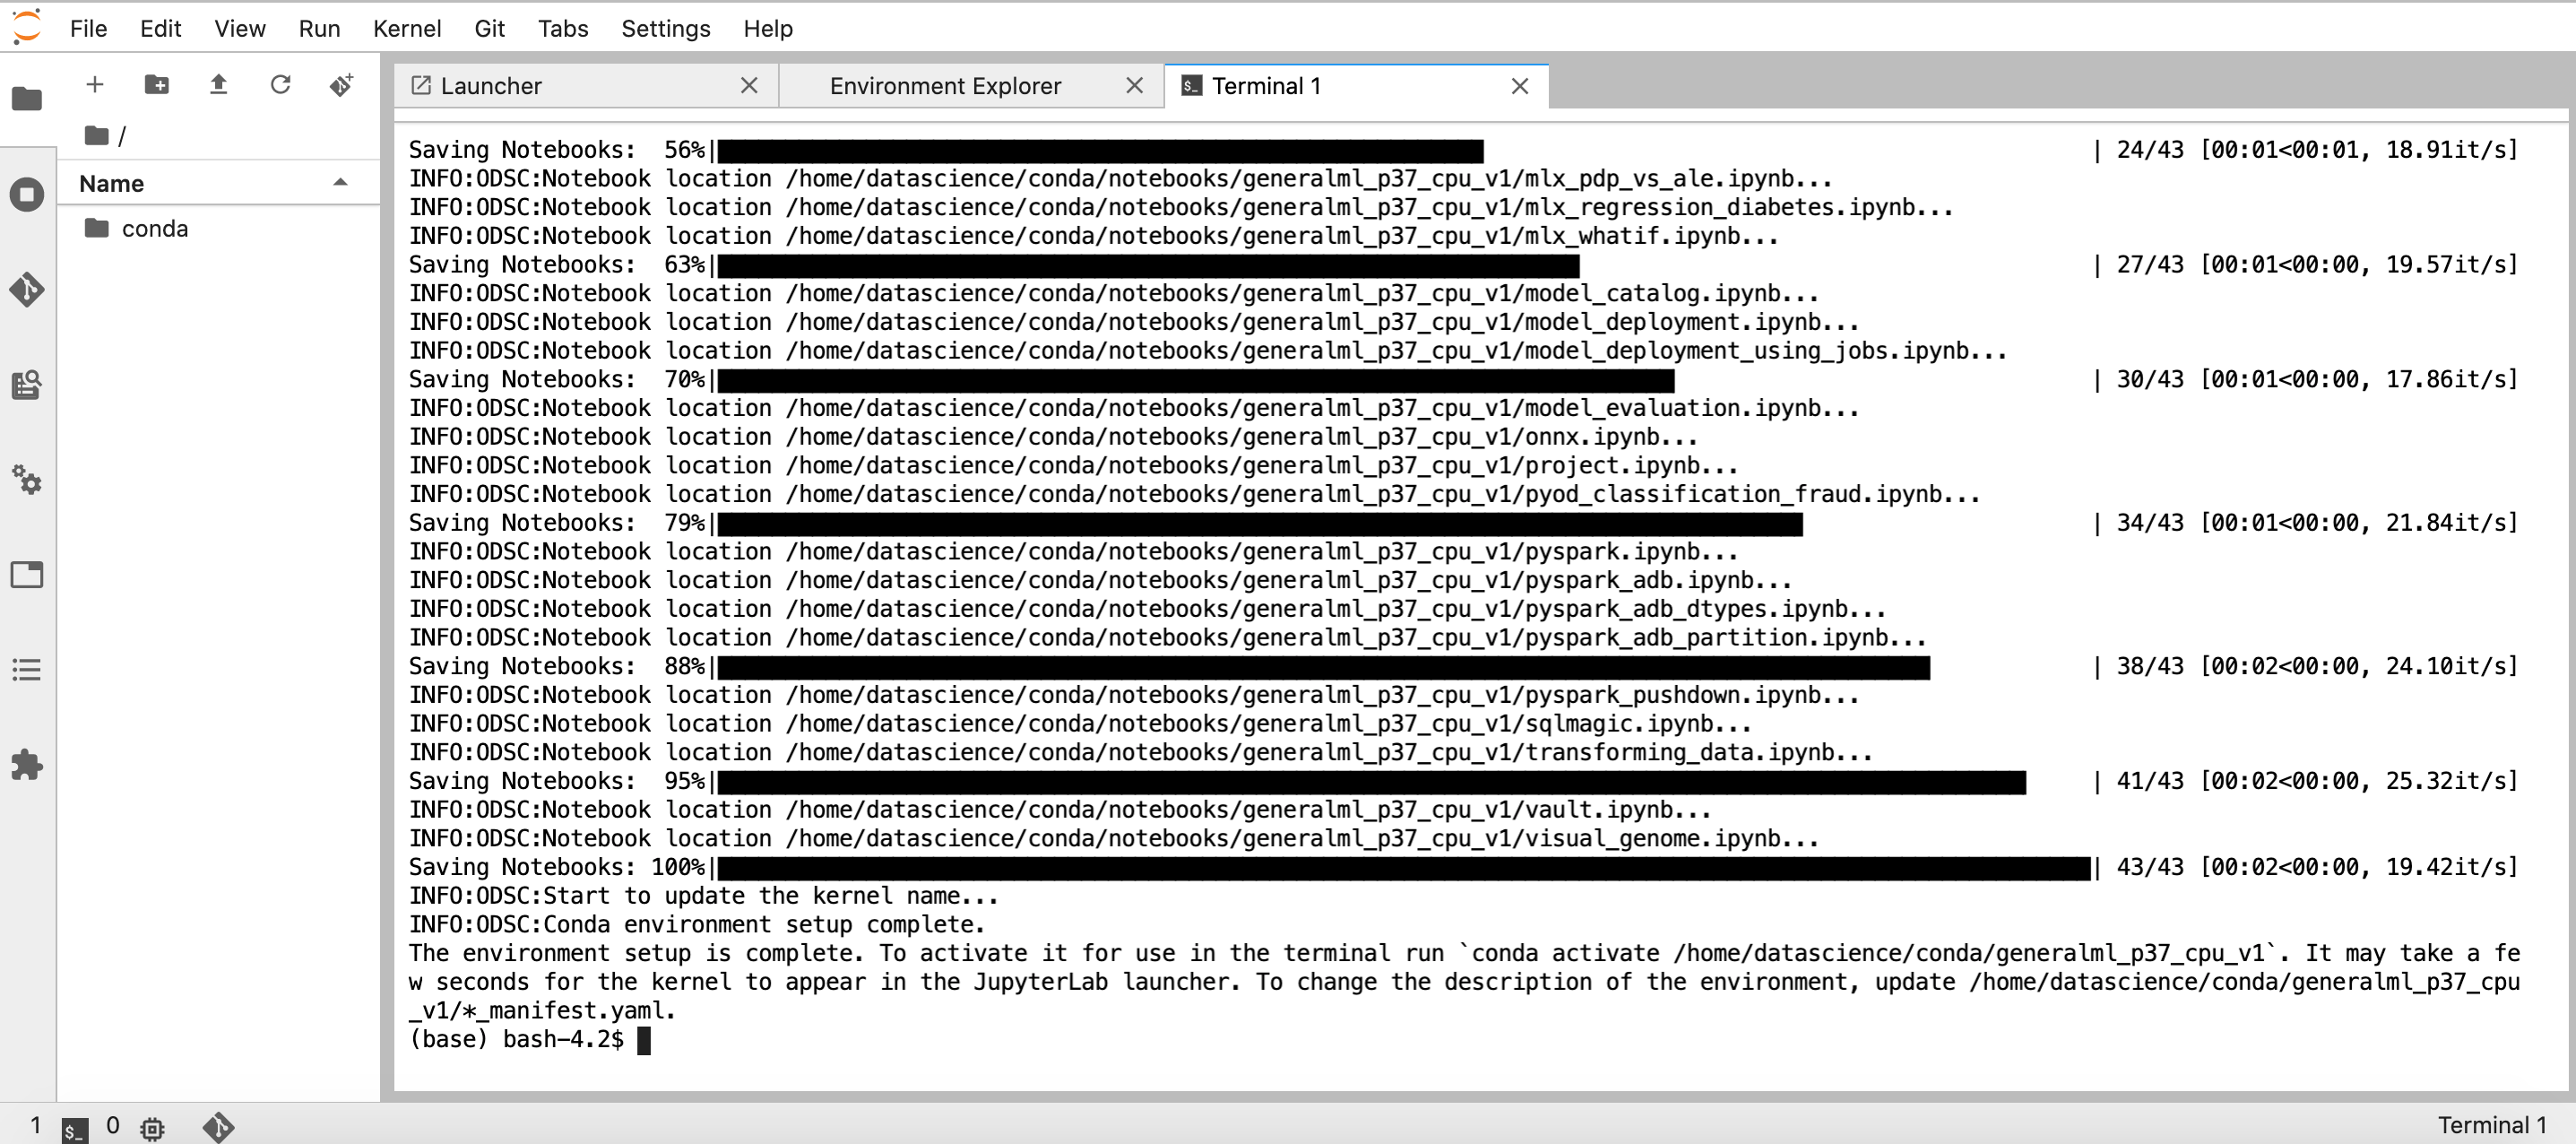 File Edit View Run Kernel Git Tabs Settings Help
Launcher Environment Explorer Terminal 1
/
Name
conda
Saving Notebooks:  56%| | 24/43 [00:01<00:01, 18.91it/s]
INFO:ODSC:Notebook location /home/datascience/conda/notebooks/generalml_p37_cpu_v1/mlx_pdp_vs_ale.ipynb...
INFO:ODSC:Notebook location /home/datascience/conda/notebooks/generalml_p37_cpu_v1/mlx_regression_diabetes.ipynb...
INFO:ODSC:Notebook location /home/datascience/conda/notebooks/generalml_p37_cpu_v1/mlx_whatif.ipynb...
Saving Notebooks:  63%| | 27/43 [00:01<00:00, 19.57it/s]
INFO:ODSC:Notebook location /home/datascience/conda/notebooks/generalml_p37_cpu_v1/model_catalog.ipynb...
INFO:ODSC:Notebook location /home/datascience/conda/notebooks/generalml_p37_cpu_v1/model_deployment.ipynb...
INFO:ODSC:Notebook location /home/datascience/conda/notebooks/generalml_p37_cpu_v1/model_deployment_using_jobs.ipynb...
Saving Notebooks:  70%| | 30/43 [00:01<00:00, 17.86it/s]
INFO:ODSC:Notebook location /home/datascience/conda/notebooks/generalml_p37_cpu_v1/model_evaluation.ipynb...
INFO:ODSC:Notebook location /home/datascience/conda/notebooks/generalml_p37_cpu_v1/onnx.ipynb...
INFO:ODSC:Notebook location /home/datascience/conda/notebooks/generalml_p37_cpu_v1/project.ipynb...
INFO:ODSC:Notebook location /home/datascience/conda/notebooks/generalml_p37_cpu_v1/pyod_classification_fraud.ipynb...
Saving Notebooks:  79%| | 34/43 [00:01<00:00, 21.84it/s]
INFO:ODSC:Notebook location /home/datascience/conda/notebooks/generalml_p37_cpu_v1/pyspark.ipynb...
INFO:ODSC:Notebook location /home/datascience/conda/notebooks/generalml_p37_cpu_v1/pyspark_adb.ipynb...
INFO:ODSC:Notebook location /home/datascience/conda/notebooks/generalml_p37_cpu_v1/pyspark_adb_dtypes.ipynb...
INFO:ODSC:Notebook location /home/datascience/conda/notebooks/generalml_p37_cpu_v1/pyspark_adb_partition.ipynb...
Saving Notebooks:  88%| | 38/43 [00:02<00:00, 24.10it/s]
INFO:ODSC:Notebook location /home/datascience/conda/notebooks/generalml_p37_cpu_v1/pyspark_pushdown.ipynb...
INFO:ODSC:Notebook location /home/datascience/conda/notebooks/generalml_p37_cpu_v1/sqlmagic.ipynb...
INFO:ODSC:Notebook location /home/datascience/conda/notebooks/generalml_p37_cpu_v1/transforming_data.ipynb...
Saving Notebooks:  95%| | 41/43 [00:02<00:00, 25.32it/s]
INFO:ODSC:Notebook location /home/datascience/conda/notebooks/generalml_p37_cpu_v1/vault.ipynb...
INFO:ODSC:Notebook location /home/datascience/conda/notebooks/generalml_p37_cpu_v1/visual_genome.ipynb...
Saving Notebooks: 100%| | 43/43 [00:02<00:00, 19.42it/s]
INFO:ODSC:Start to update the kernel name...
INFO:ODSC:Conda environment setup complete.
The environment setup is complete. To activate it for use in the terminal run `conda activate /home/datascience/conda/generalml_p37_cpu_v1`. It may take a fe
w seconds for the kernel to appear in the JupyterLab launcher. To change the description of the environment, update /home/datascience/conda/generalml_p37_cpu
_v1/*_manifest.yaml.
(base) bash-4.2$
1 $_ 0 Terminal 1